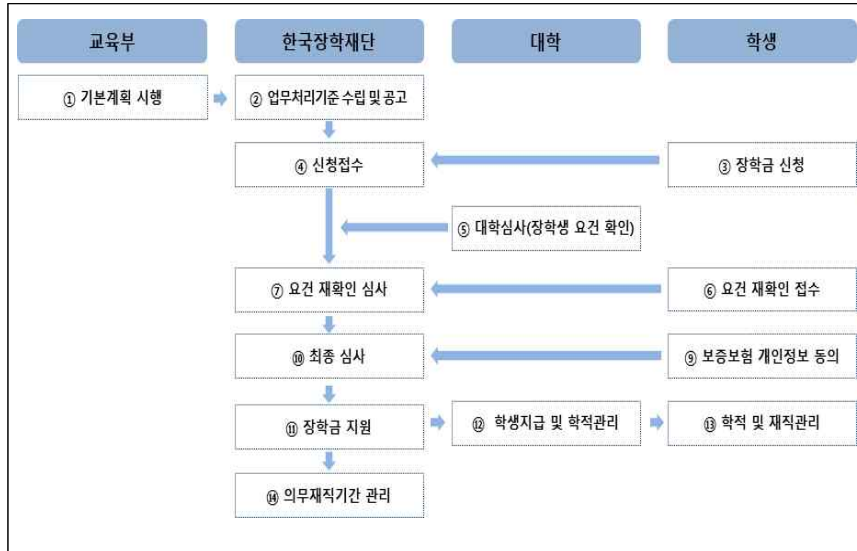 교육부
한국장학재단
대학
학생
① 기본계획 시행
② 업무처리기준 수립 및 공고
④ 신청접수
③ 장학금 신청
⑤ 대학심사(장학생 요건 확인)
⑦ 요건 재확인 심사
⑥ 요건 재확인 접수
⑩ 최종 심사
⑨ 보증보험 개인정보 동의
⑪ 장학금 지원
⑫ 학생지급 및 학적관리
⑬ 학적 및 재직관리
⑭ 의무재직기간 관리